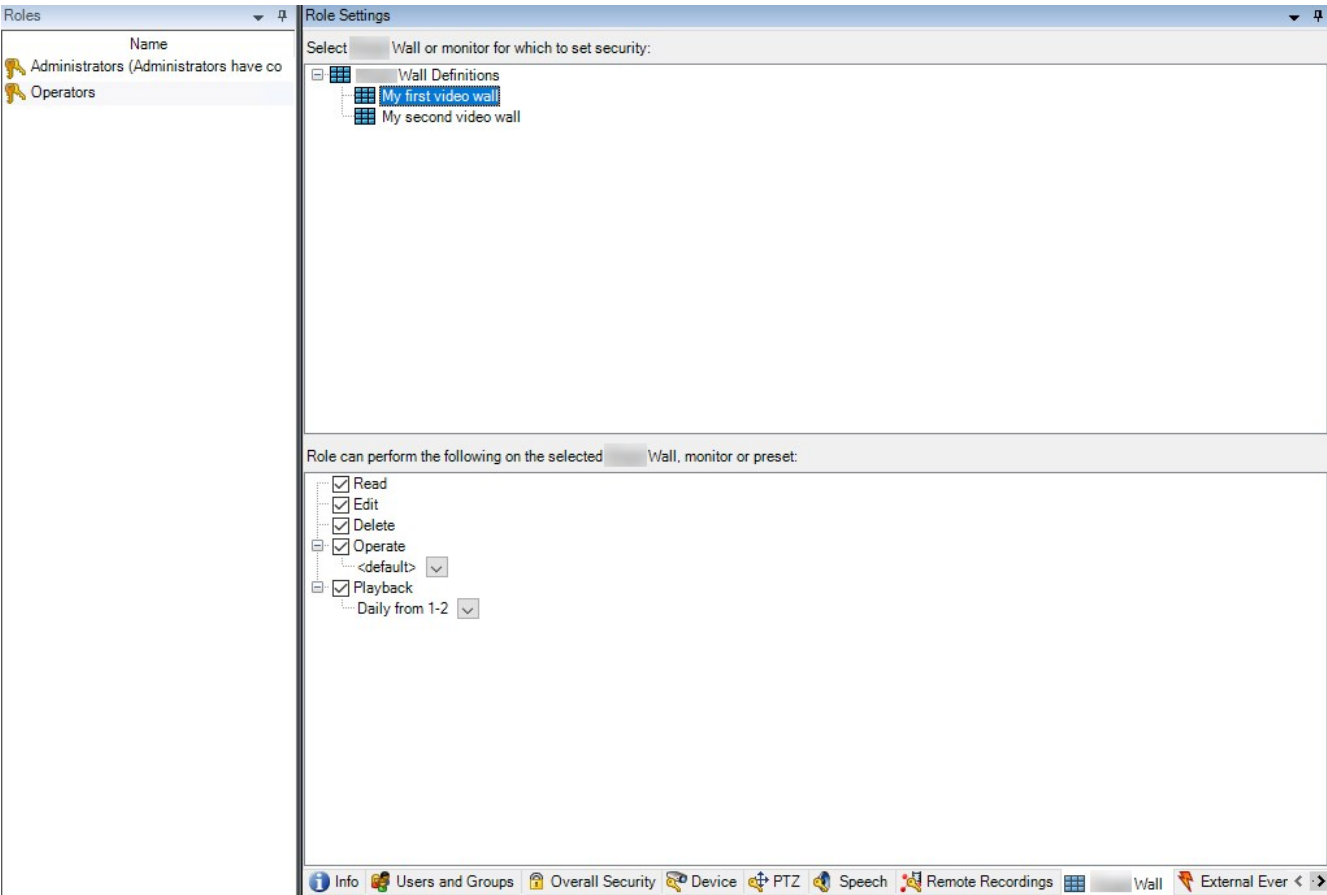 Roles
Name
Administrators (Administrators have co
Operators
Role Settings
Select Wall or monitor for which to set security:
Wall Definitions
My first video wall
My second video wall
Role can perform the following on the selected Wall, monitor or preset:
Read
Edit
Delete
Operate
<default>
Playback
Daily from 1-2
Info Users and Groups Overall Security Device PTZ Speech Remote Recordings Wall External Ever